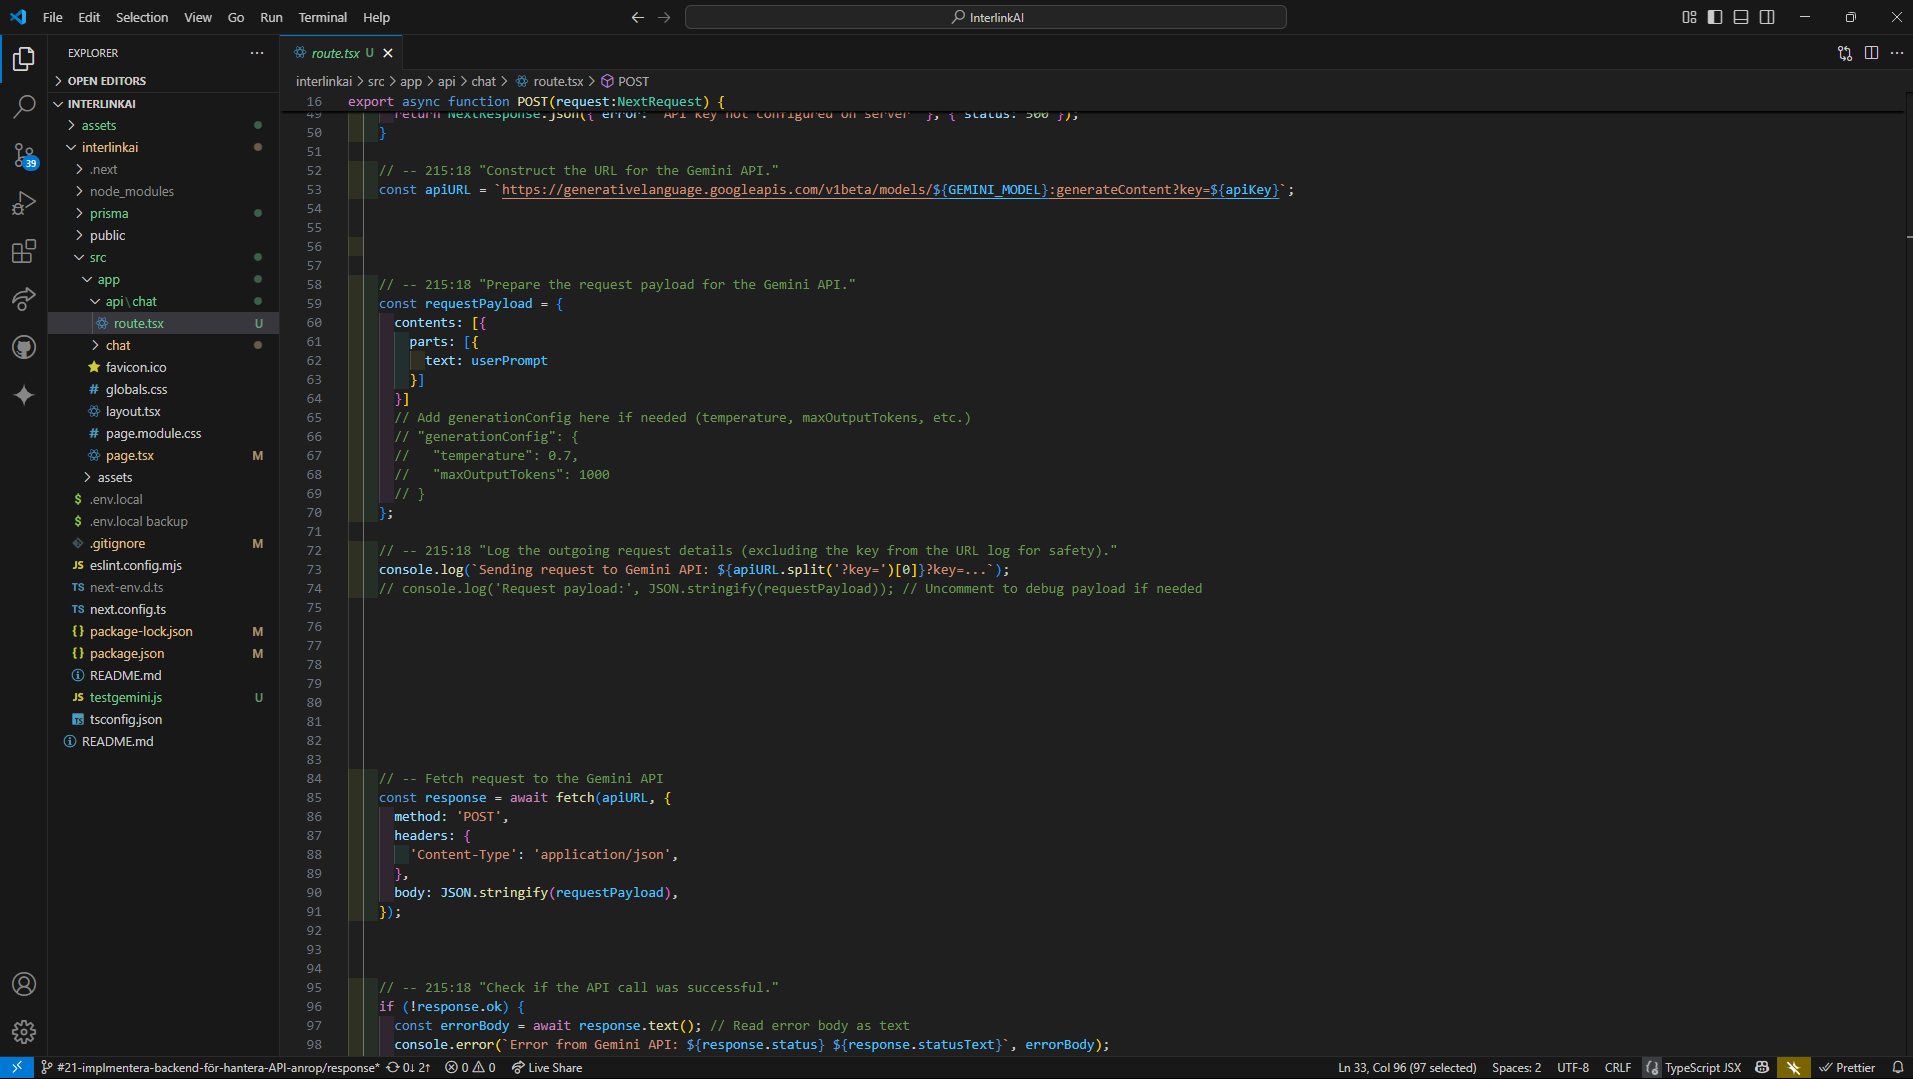 File Edit Selection View Go Run Terminal Help
InterlinkAI
EXPLORER
OPEN EDITORS
INTERLINKAI
assets
interlinkai
.next
node_modules
prisma
public
src
app
api\chat
route.tsx U
chat
favicon.ico
globals.css
layout.tsx
page.module.css
page.tsx M
assets
.env.local
.env.local backup
.gitignore M
eslint.config.mjs
next-env.d.ts
next.config.ts
package-lock.json M
package.json M
README.md
testgemini.js U
tsconfig.json
README.md
39
route.tsx U
interlinkai > src > app > api > chat > route.tsx > POST
16 export async function POST(request:NextRequest) {
49 return NextResponse.json({ error: "API key not configured on server" }, { status: 500 });
50 }
51
52 // -- 215:18 "Construct the URL for the Gemini API."
53 const apiURL = `https://generativelanguage.googleapis.com/v1beta/models/${GEMINI_MODEL}:generateContent?key=${apiKey}`;
54
55
56
57
58 // -- 215:18 "Prepare the request payload for the Gemini API."
59 const requestPayload = {
60 contents: [{
61 parts: [{
62 text: userPrompt
63 }]
64 }]
65 // Add generationConfig here if needed (temperature, maxOutputTokens, etc.)
66 // "generationConfig": {
67 //   "temperature": 0.7,
68 //   "maxOutputTokens": 1000
69 // }
70 };
71
72 // -- 215:18 "Log the outgoing request details (excluding the key from the URL log for safety)."
73 console.log(`Sending request to Gemini API: ${apiURL.split('?key=')[0]}?key=...`);
74 // console.log('Request payload:', JSON.stringify(requestPayload)); // Uncomment to debug payload if needed
75
76
77
78
79
80
81
82
83
84 // -- Fetch request to the Gemini API
85 const response = await fetch(apiURL, {
86 method: 'POST',
87 headers: {
88 'Content-Type': 'application/json',
89 },
90 body: JSON.stringify(requestPayload),
91 });
92
93
94
95 // -- 215:18 "Check if the API call was successful."
96 if (!response.ok) {
97 const errorBody = await response.text(); // Read error body as text
98 console.error(`Error from Gemini API: ${response.status} ${response.statusText}`, errorBody);
#21-implmentera-backend-för-hantera-API-anrop/response* 0↓ 2↑ 0 0 Live Share
Ln 33, Col 96 (97 selected) Spaces: 2 UTF-8 CRLF TypeScript JSX Prettier